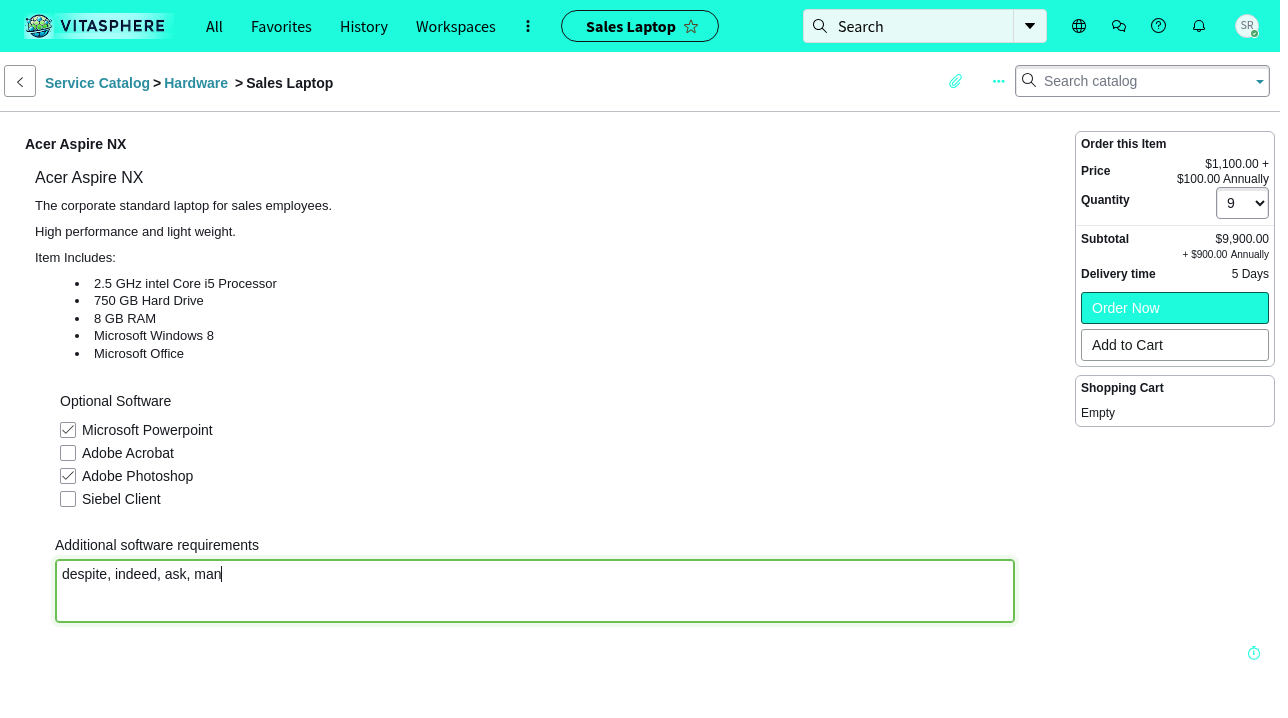 VITASPHERE All Favorites History Workspaces Sales Laptop Search SR
Service Catalog > Hardware > Sales Laptop Search catalog
Acer Aspire NX
Acer Aspire NX
The corporate standard laptop for sales employees.
High performance and light weight.
Item Includes:
2.5 GHz intel Core i5 Processor
750 GB Hard Drive
8 GB RAM
Microsoft Windows 8
Microsoft Office
Optional Software
Microsoft Powerpoint
Adobe Acrobat
Adobe Photoshop
Siebel Client
Additional software requirements
despite, indeed, ask, man
Order this Item
Price $1,100.00 +
$100.00 Annually
Quantity 9
Subtotal $9,900.00
+ $900.00 Annually
Delivery time 5 Days
Order Now
Add to Cart
Shopping Cart
Empty